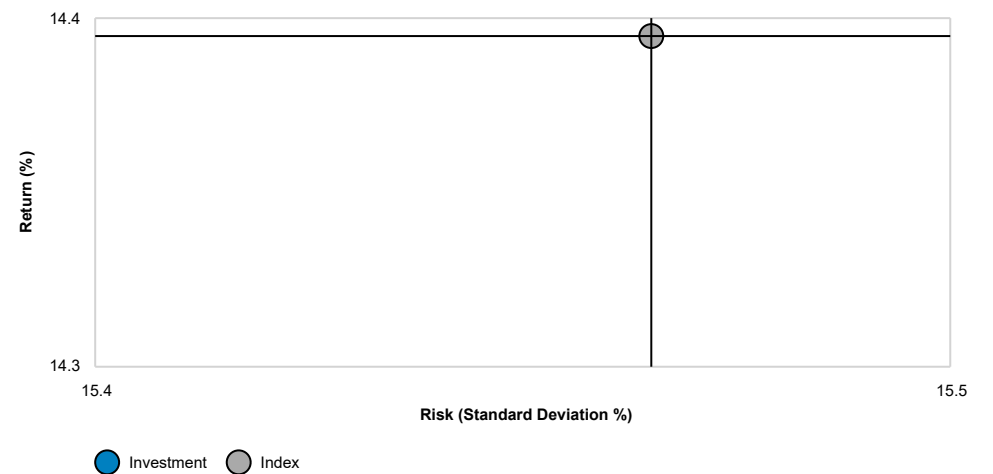 14.4
Return (%)
14.3
15.4
15.5
Risk (Standard Deviation %)
Investment
Index